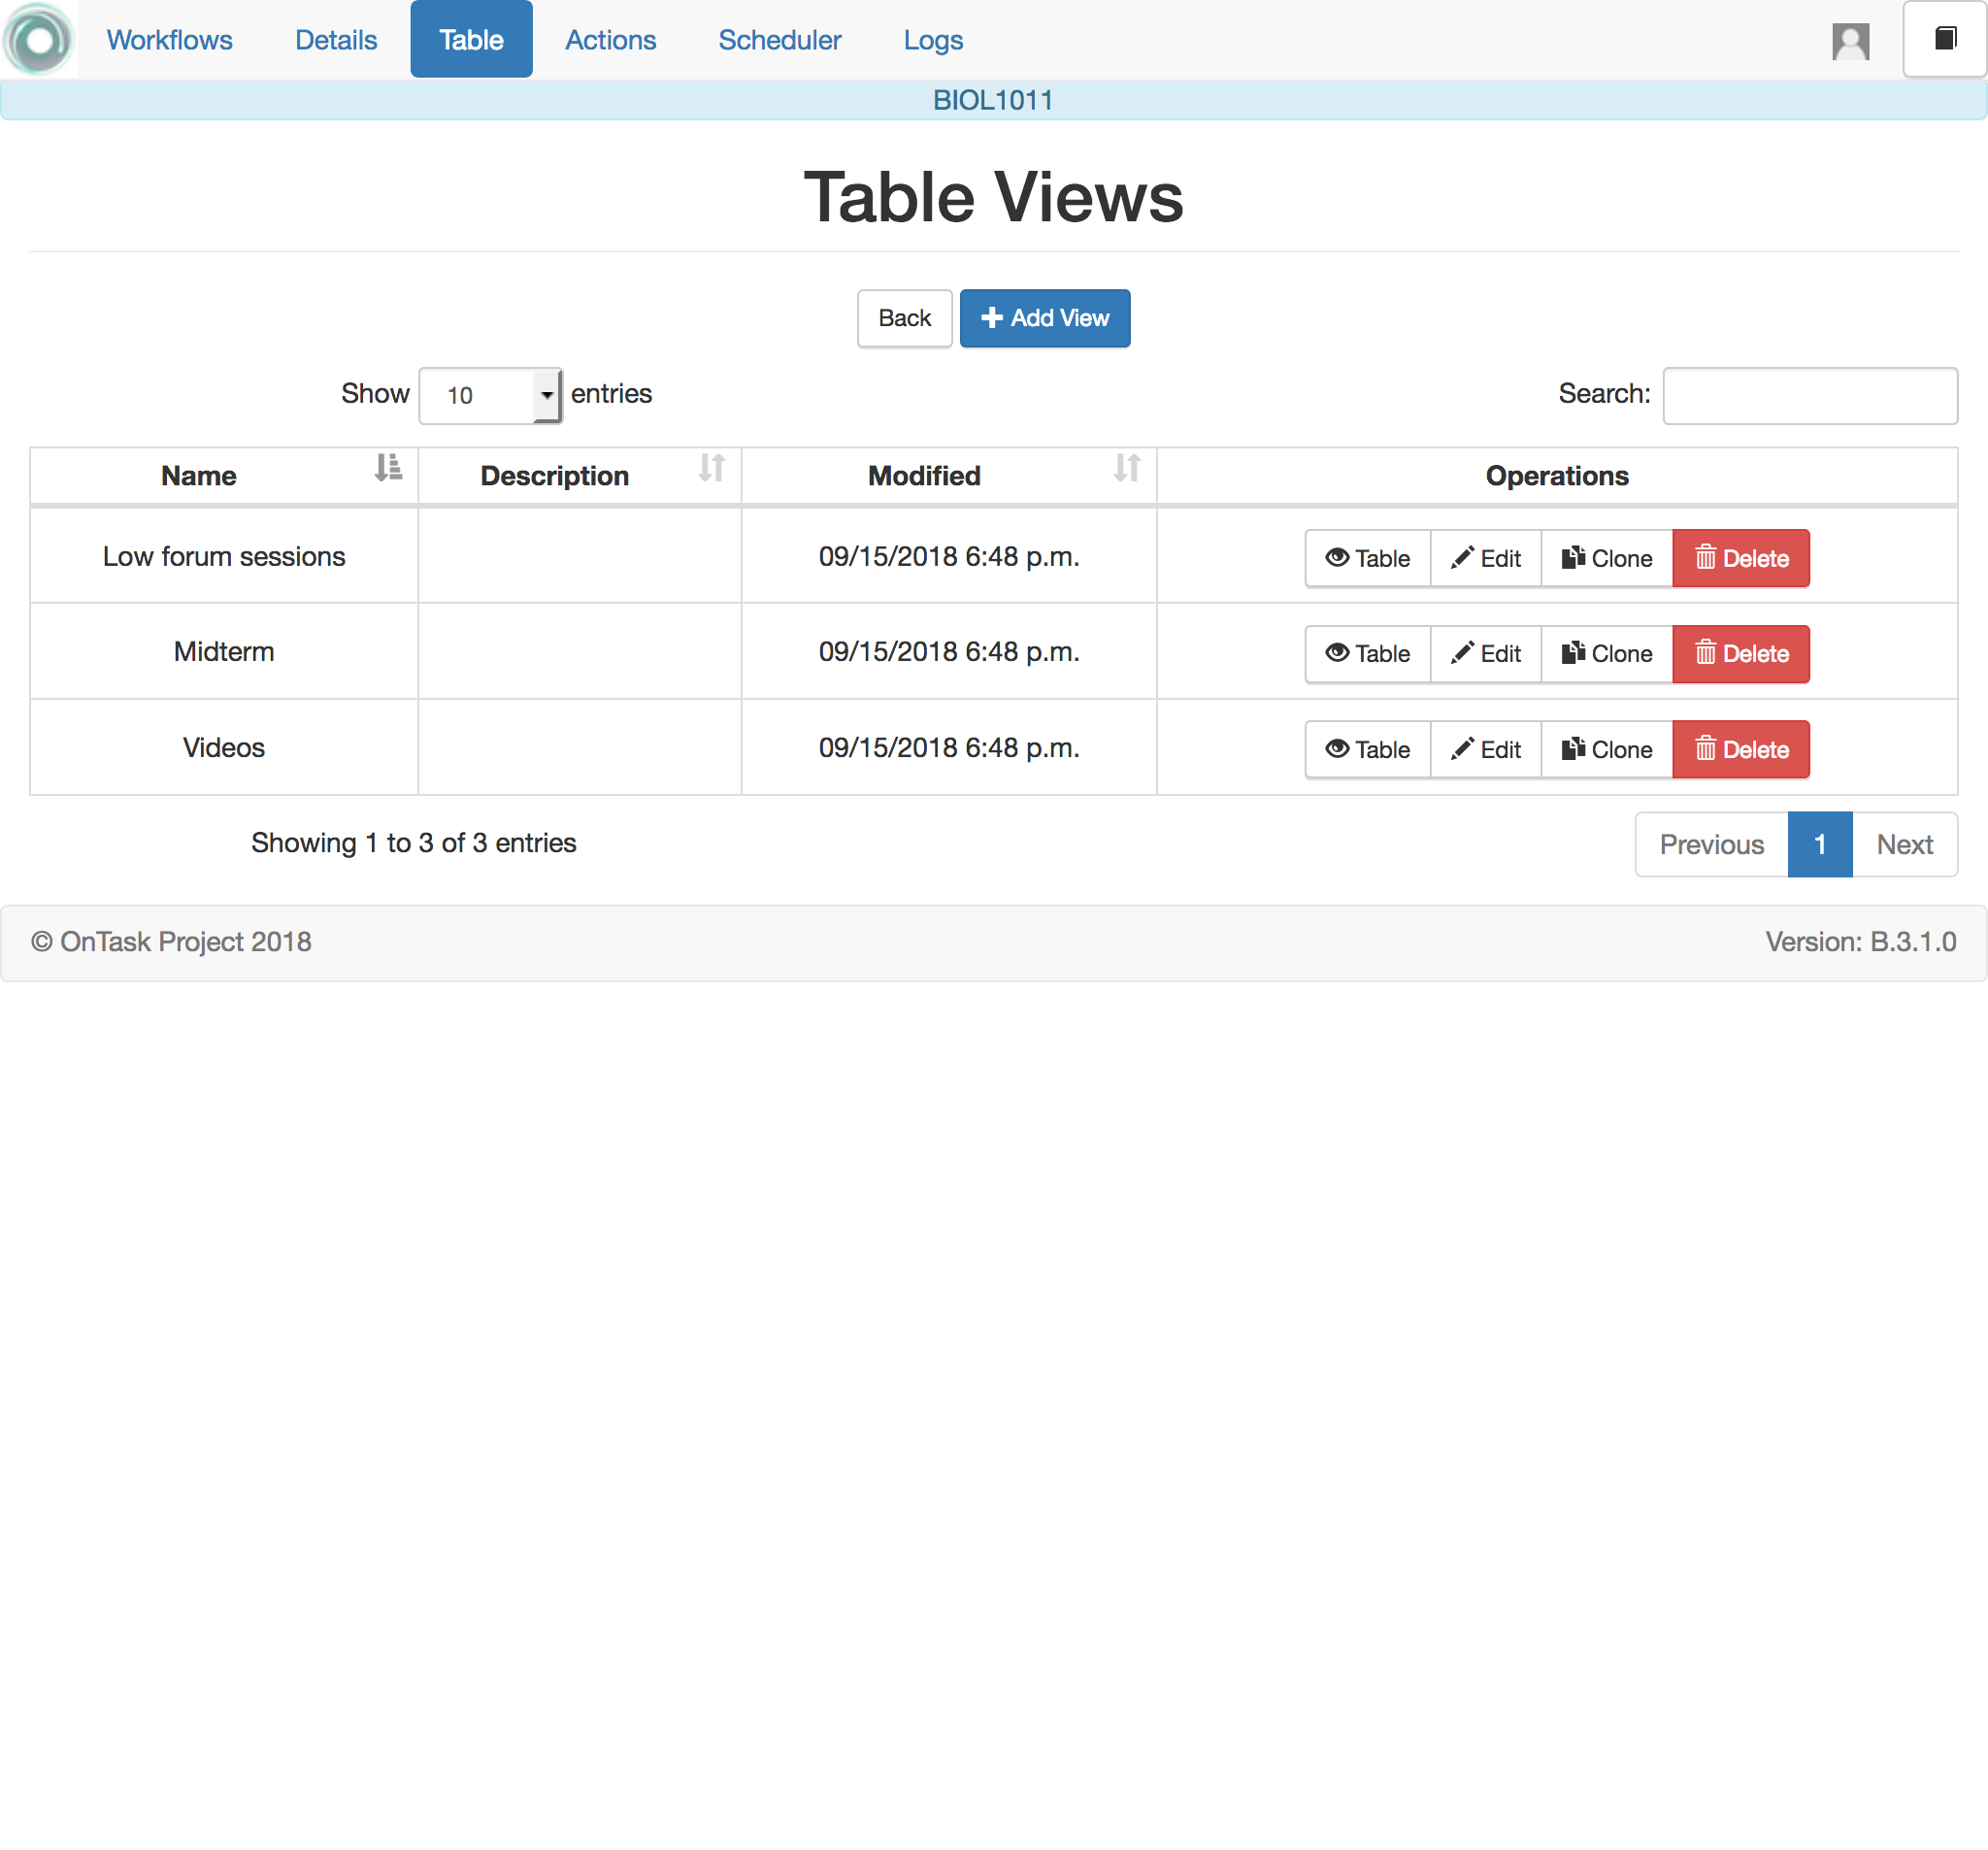 Workflows Details Table Actions Scheduler Logs
BIOL1011
Table Views
Back Add View
Show 10 entries Search:
Name Description Modified Operations
Low forum sessions 09/15/2018 6:48 p.m. Table Edit Clone Delete
Midterm 09/15/2018 6:48 p.m. Table Edit Clone Delete
Videos 09/15/2018 6:48 p.m. Table Edit Clone Delete
Showing 1 to 3 of 3 entries Previous 1 Next
© OnTask Project 2018 Version: B.3.1.0